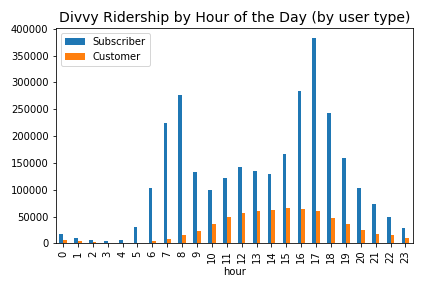 Divvy Ridership by Hour of the Day (by user type)
Subscriber
Customer
400000
350000
300000
250000
200000
150000
100000
50000
0
0 1 2 3 4 5 6 7 8 9 10 11 12 13 14 15 16 17 18 19 20 21 22 23
hour